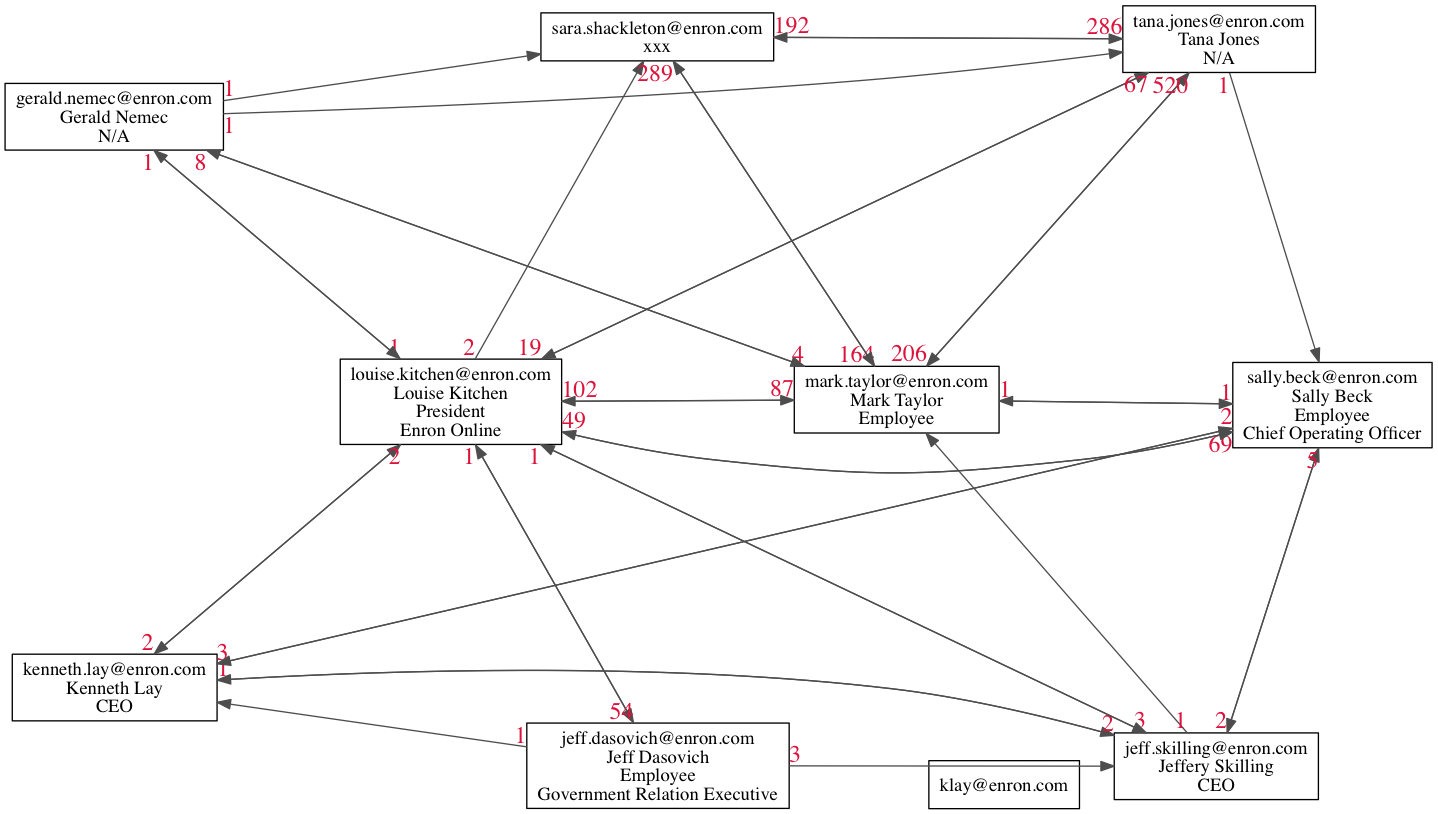 sara.shackleton@enron.com
xxx
192
286
tana.jones@enron.com
Tana Jones
N/A
289
67
520
1
gerald.nemec@enron.com
Gerald Nemec
N/A
1
1
1
8
1
2
19
louise.kitchen@enron.com
Louise Kitchen
President
Enron Online
102
49
2
1
1
4
164
206
87
mark.taylor@enron.com
Mark Taylor
Employee
1
1
2
69
sally.beck@enron.com
Sally Beck
Employee
Chief Operating Officer
5
2
3
1
kenneth.lay@enron.com
Kenneth Lay
CEO
54
1
jeff.dasovich@enron.com
Jeff Dasovich
Employee
Government Relation Executive
3
klay@enron.com
2
3
1
2
jeff.skilling@enron.com
Jeffery Skilling
CEO